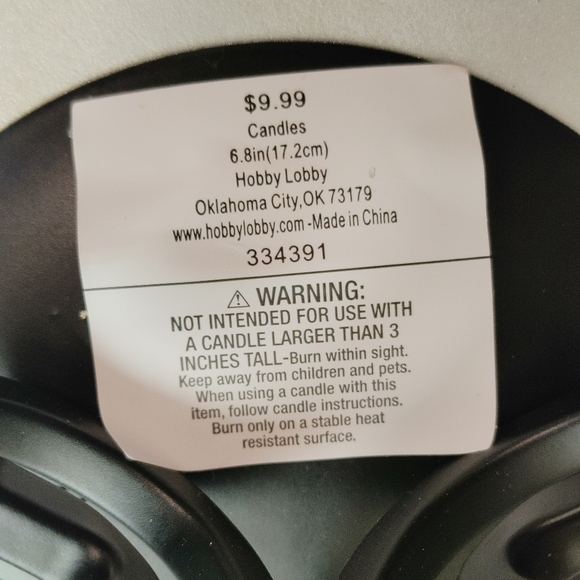 $9.99
Candles
6.8in(17.2cm)
Hobby Lobby
Oklahoma City,OK 73179
www.hobbylobby.com -Made in China
334391
⚠ WARNING:
NOT INTENDED FOR USE WITH
A CANDLE LARGER THAN 3
INCHES TALL-Burn within sight.
Keep away from children and pets.
When using a candle with this
item, follow candle instructions.
Burn only on a stable heat
resistant surface.